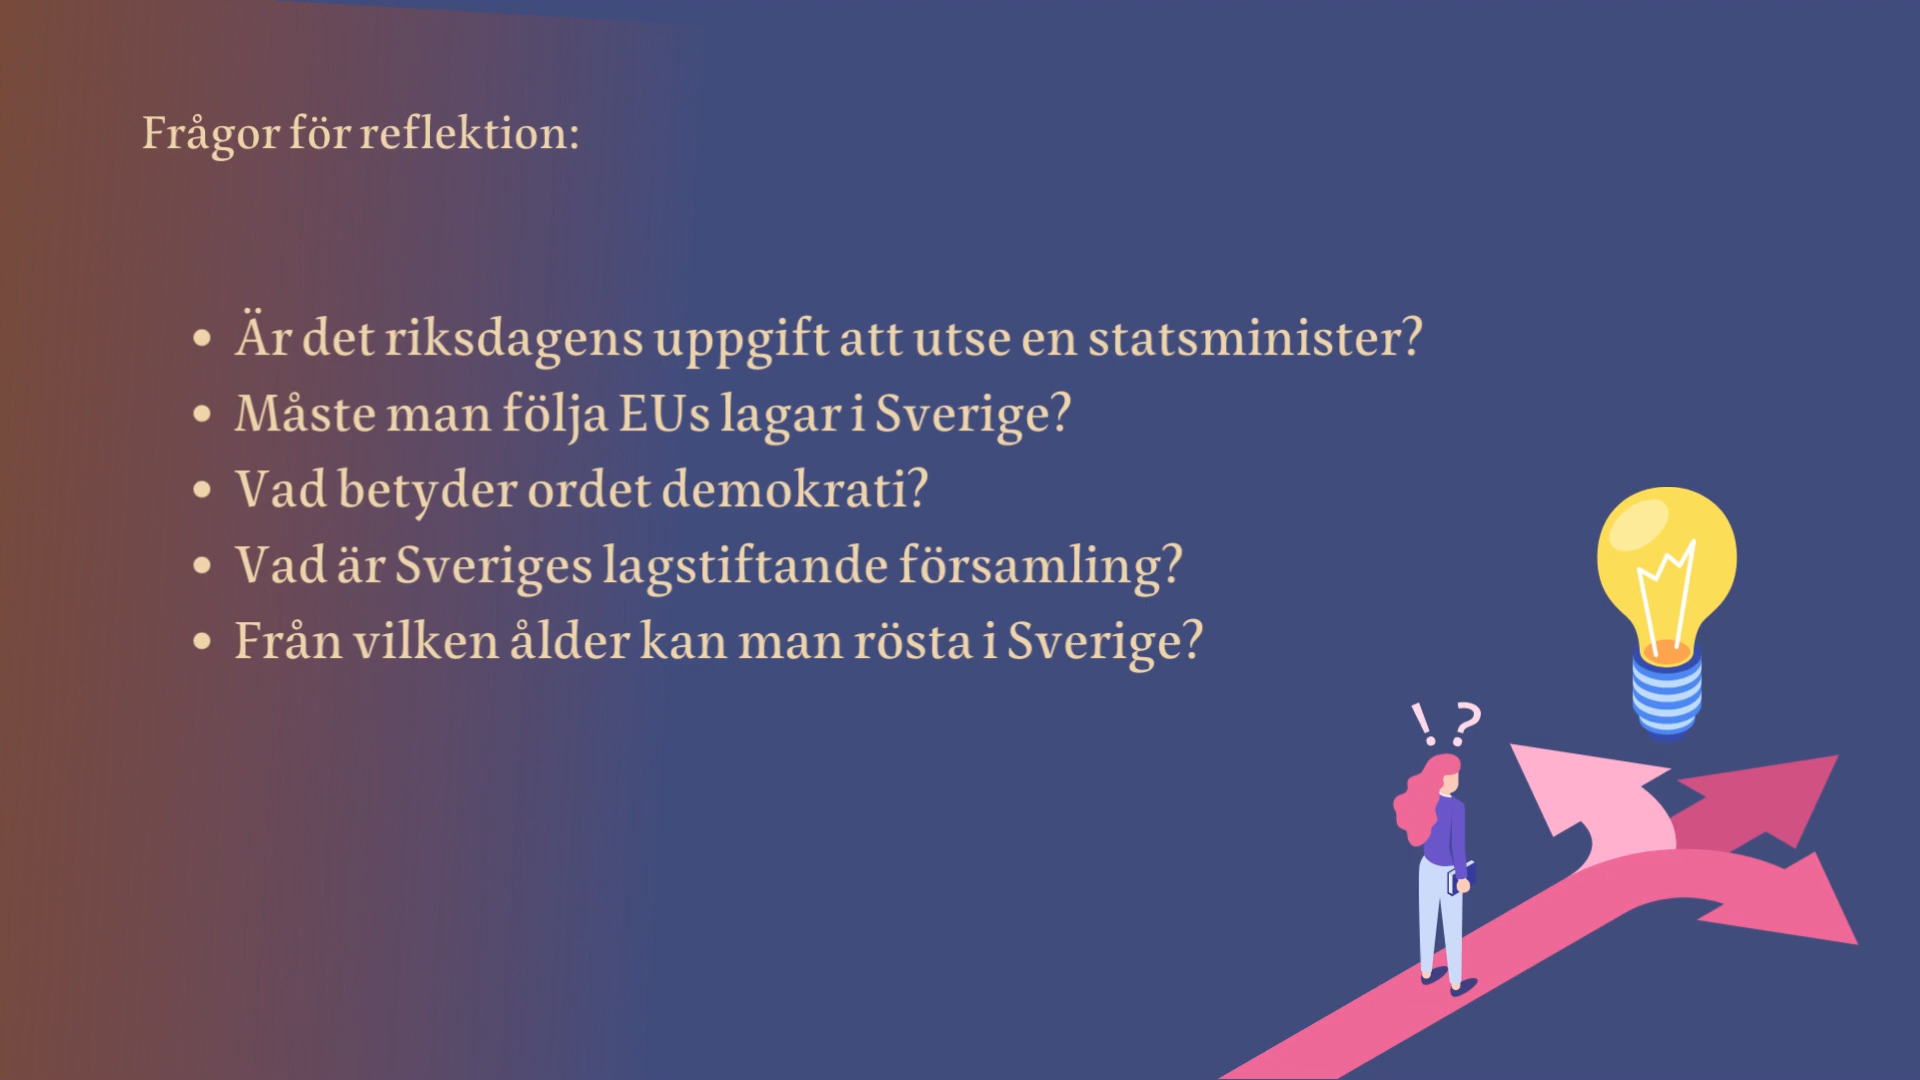 Frågor för reflektion:
• Är det riksdagens uppgift att utse en statsminister?
• Måste man följa EUs lagar i Sverige?
• Vad betyder ordet demokrati?
• Vad är Sveriges lagstiftande församling?
• Från vilken ålder kan man rösta i Sverige?
! ?